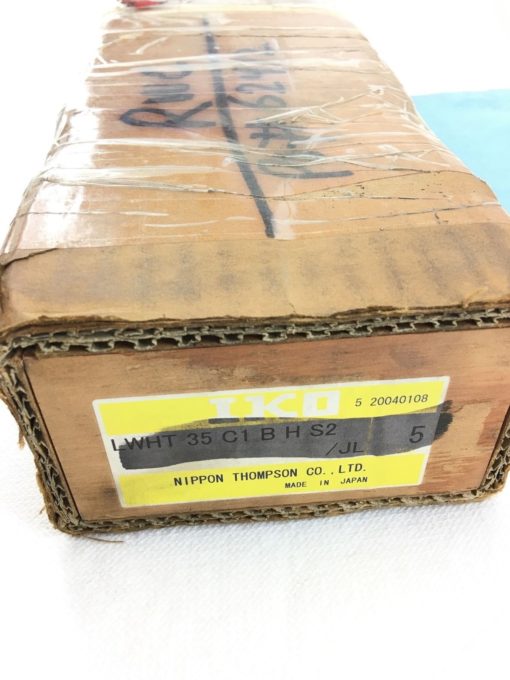 IKO
5 20040108
LWHT 35 C1 B H S2
/JL 5
NIPPON THOMPSON CO.,LTD.
MADE IN JAPAN